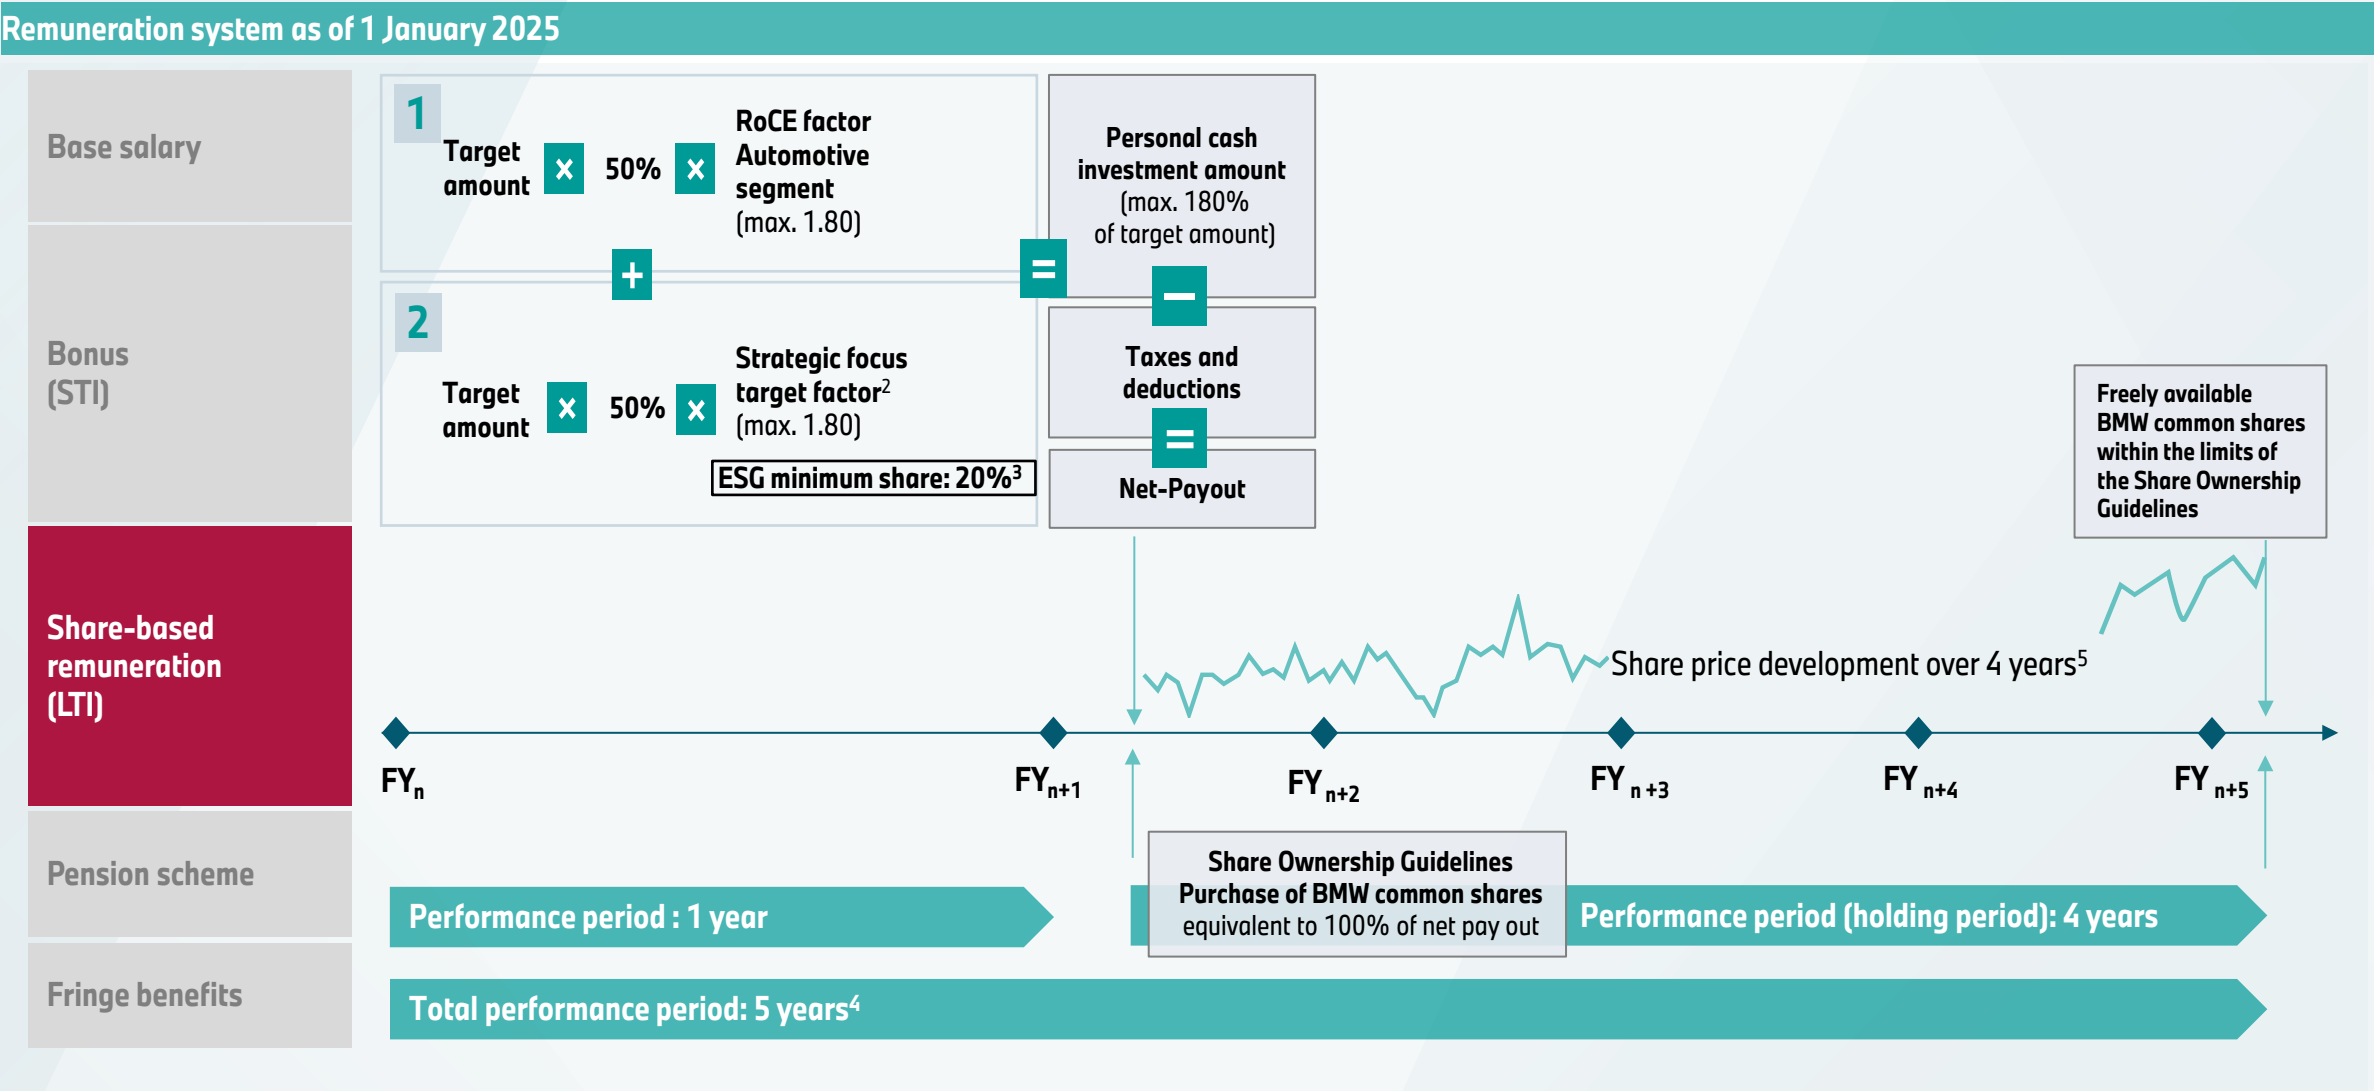 Remuneration system as of 1 January 2025
Base salary
Bonus
(STI)
Share-based
remuneration
(LTI)
Pension scheme
Fringe benefits
1
Target
amount
×
50%
×
RoCE factor
Automotive
segment
(max. 1.80)
+
2
Target
amount
×
50%
×
Strategic focus
target factor²
(max. 1.80)
ESG minimum share: 20%³
=
Personal cash
investment amount
(max. 180%
of target amount)
−
Taxes and
deductions
=
Net-Payout
Freely available
BMW common shares
within the limits of
the Share Ownership
Guidelines
Share price development over 4 years⁵
FYn
FYn+1
FY n+2
FY n +3
FY n+4
FY n+5
Share Ownership Guidelines
Purchase of BMW common shares
equivalent to 100% of net pay out
Performance period : 1 year
Performance period (holding period): 4 years
Total performance period: 5 years⁴